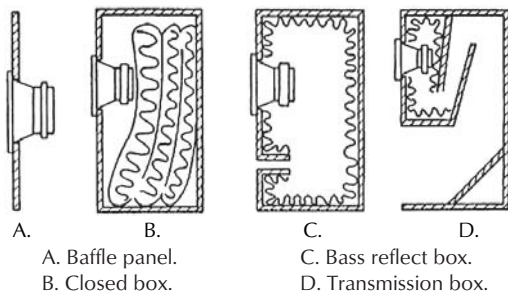 A. B. C. D.
A. Baffle panel. C. Bass reflect box.
B. Closed box. D. Transmission box.